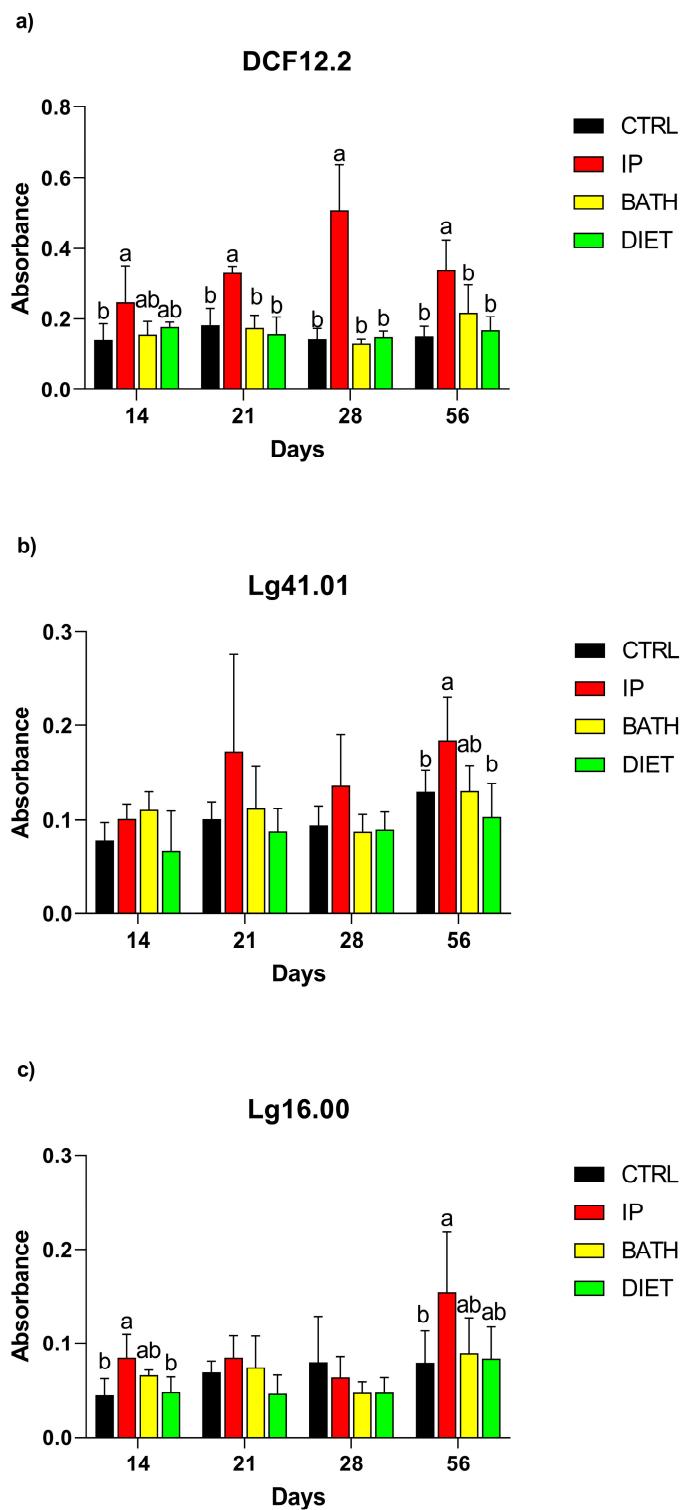 a)
DCF12.2
0.8
0.6
0.4
0.2
0.0
Absorbance
b a ab ab
b a b b
b a b b
b a b b
14 21 28 56
Days
CTRL
IP
BATH
DIET
b)
Lg41.01
0.3
0.2
0.1
0.0
Absorbance
b a ab b
14 21 28 56
Days
CTRL
IP
BATH
DIET
c)
Lg16.00
0.3
0.2
0.1
0.0
Absorbance
b a ab b
b a ab ab
14 21 28 56
Days
CTRL
IP
BATH
DIET